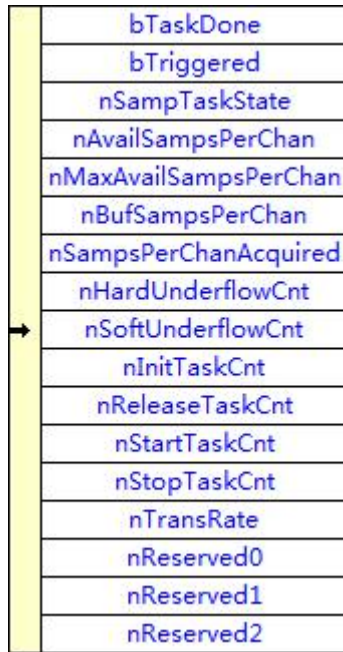 bTaskDone
bTriggered
nSampTaskState
nAvailSampsPerChan
nMaxAvailSampsPerChan
nBufSampsPerChan
nSampsPerChanAcquired
nHardUnderflowCnt
nSoftUnderflowCnt
nInitTaskCnt
nReleaseTaskCnt
nStartTaskCnt
nStopTaskCnt
nTransRate
nReserved0
nReserved1
nReserved2